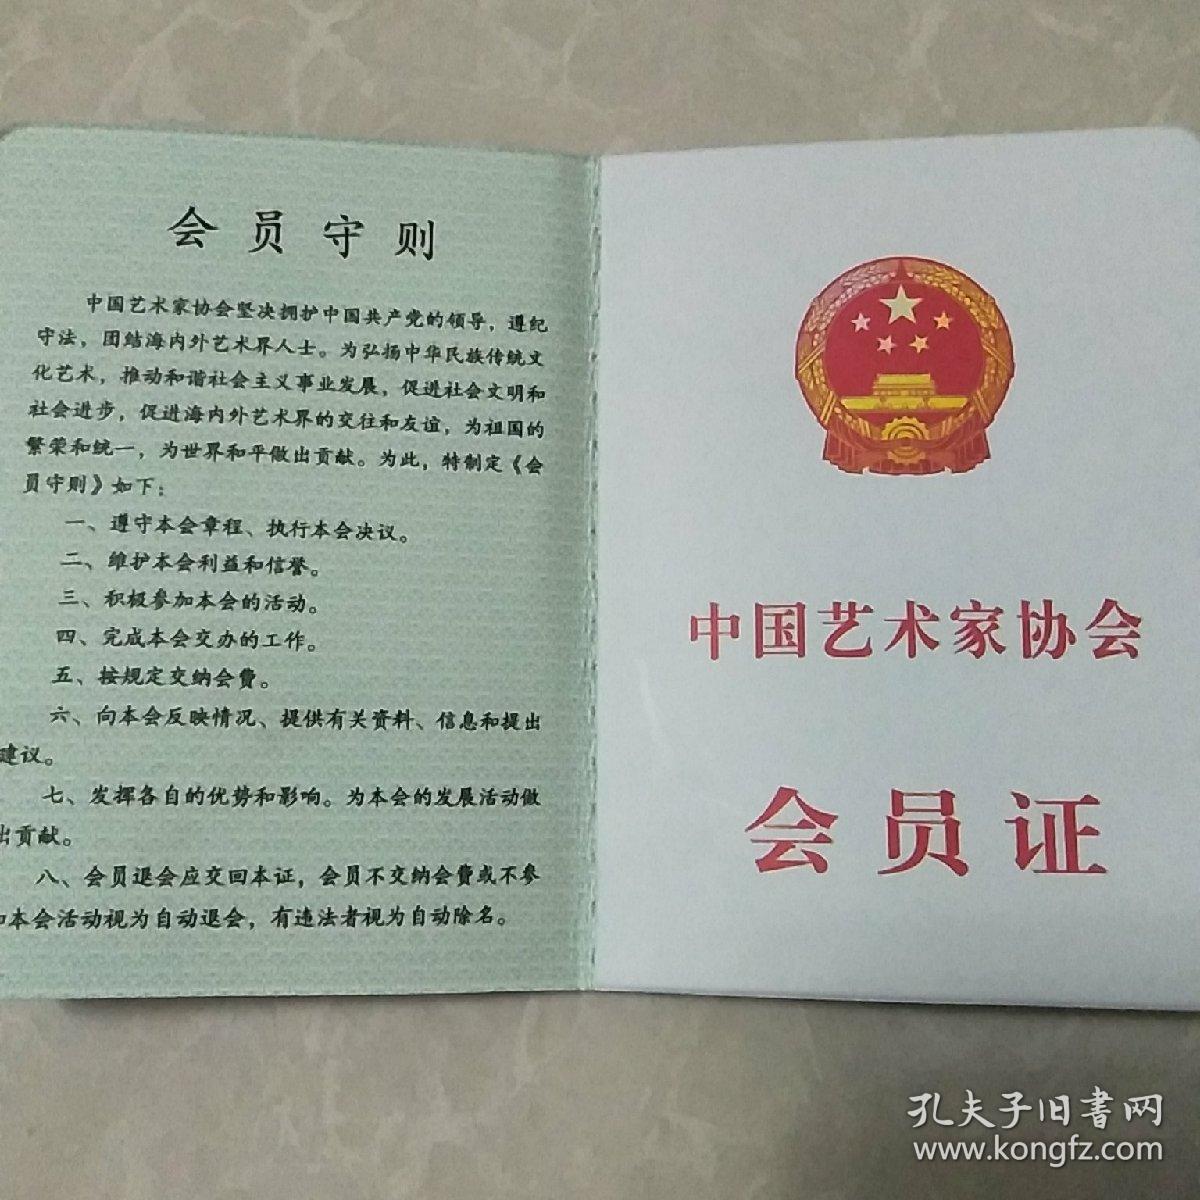 会员守则
中国艺术家协会坚决拥护中国共产党的领导，遵纪
守法，团结海内外艺术界人士。为弘扬中华民族传统文
化艺术，推动和谐社会主义事业发展，促进社会文明和
社会进步，促进海内外艺术界的交往和友谊，为祖国的
繁荣和统一，为世界和平做出贡献。为此，特制定《会
员守则》如下：
一、遵守本会章程、执行本会决议。
二、维护本会利益和信誉。
三、积极参加本会的活动。
四、完成本会交办的工作。
五、按规定交纳会费。
六、向本会反映情况、提供有关资料、信息和提出
建议。
七、发挥各自的优势和影响。为本会的发展活动做
出贡献。
八、会员退会应交回本证，会员不交纳会费或不参
加本会活动视为自动退会，有违法者视为自动除名。
中国艺术家协会
会员证
孔夫子旧书网
www.kongfz.com